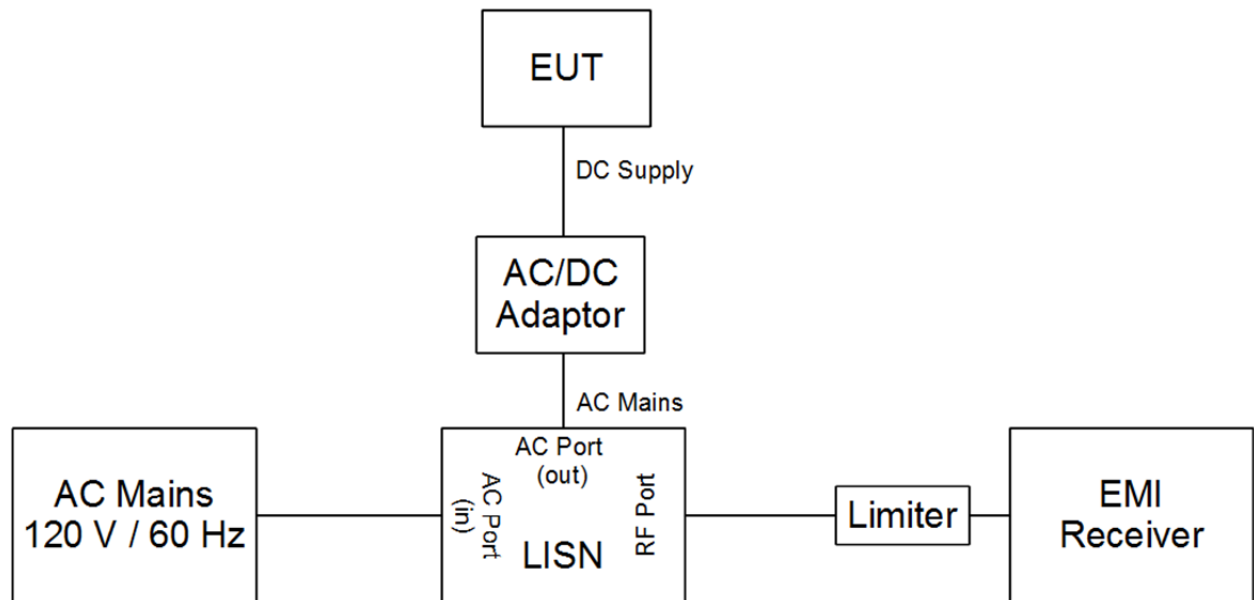 EUT
DC Supply
AC/DC
Adaptor
AC Mains
AC Mains
120 V / 60 Hz
AC Port
(out)
AC Port
(in)
RF Port
LISN
Limiter
EMI
Receiver